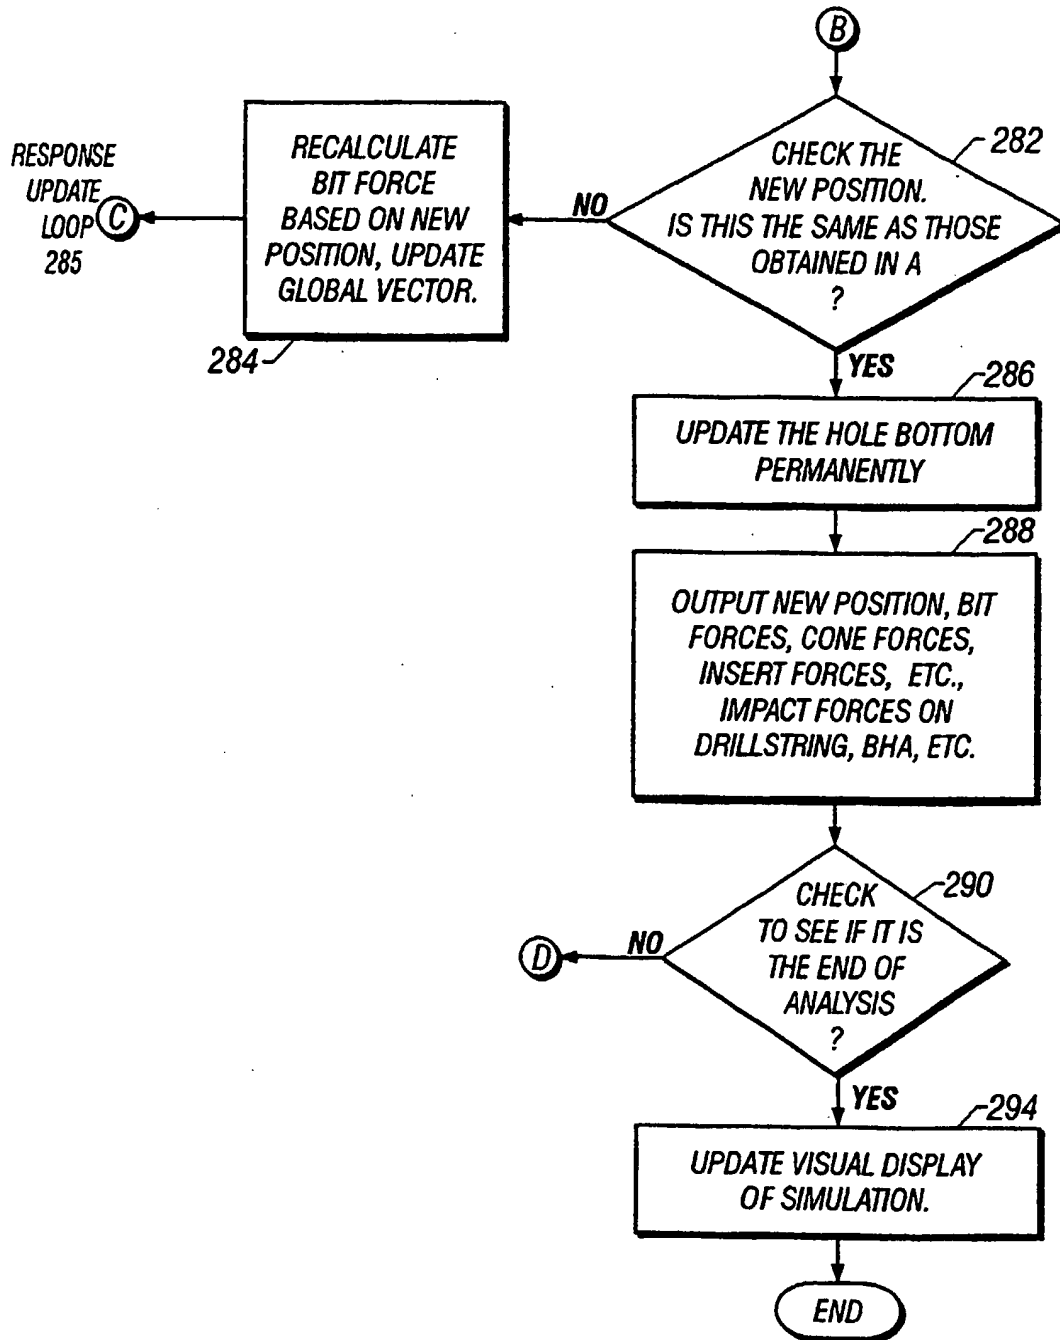 B
282
CHECK THE
NEW POSITION.
IS THIS THE SAME AS THOSE
OBTAINED IN A
?
NO
RECALCULATE
BIT FORCE
BASED ON NEW
POSITION, UPDATE
GLOBAL VECTOR.
284
RESPONSE
UPDATE
LOOP
285
C
YES
286
UPDATE THE HOLE BOTTOM
PERMANENTLY
288
OUTPUT NEW POSITION, BIT
FORCES, CONE FORCES,
INSERT FORCES, ETC.,
IMPACT FORCES ON
DRILLSTRING, BHA, ETC.
290
CHECK
TO SEE IF IT IS
THE END OF
ANALYSIS
?
NO
D
YES
294
UPDATE VISUAL DISPLAY
OF SIMULATION.
END